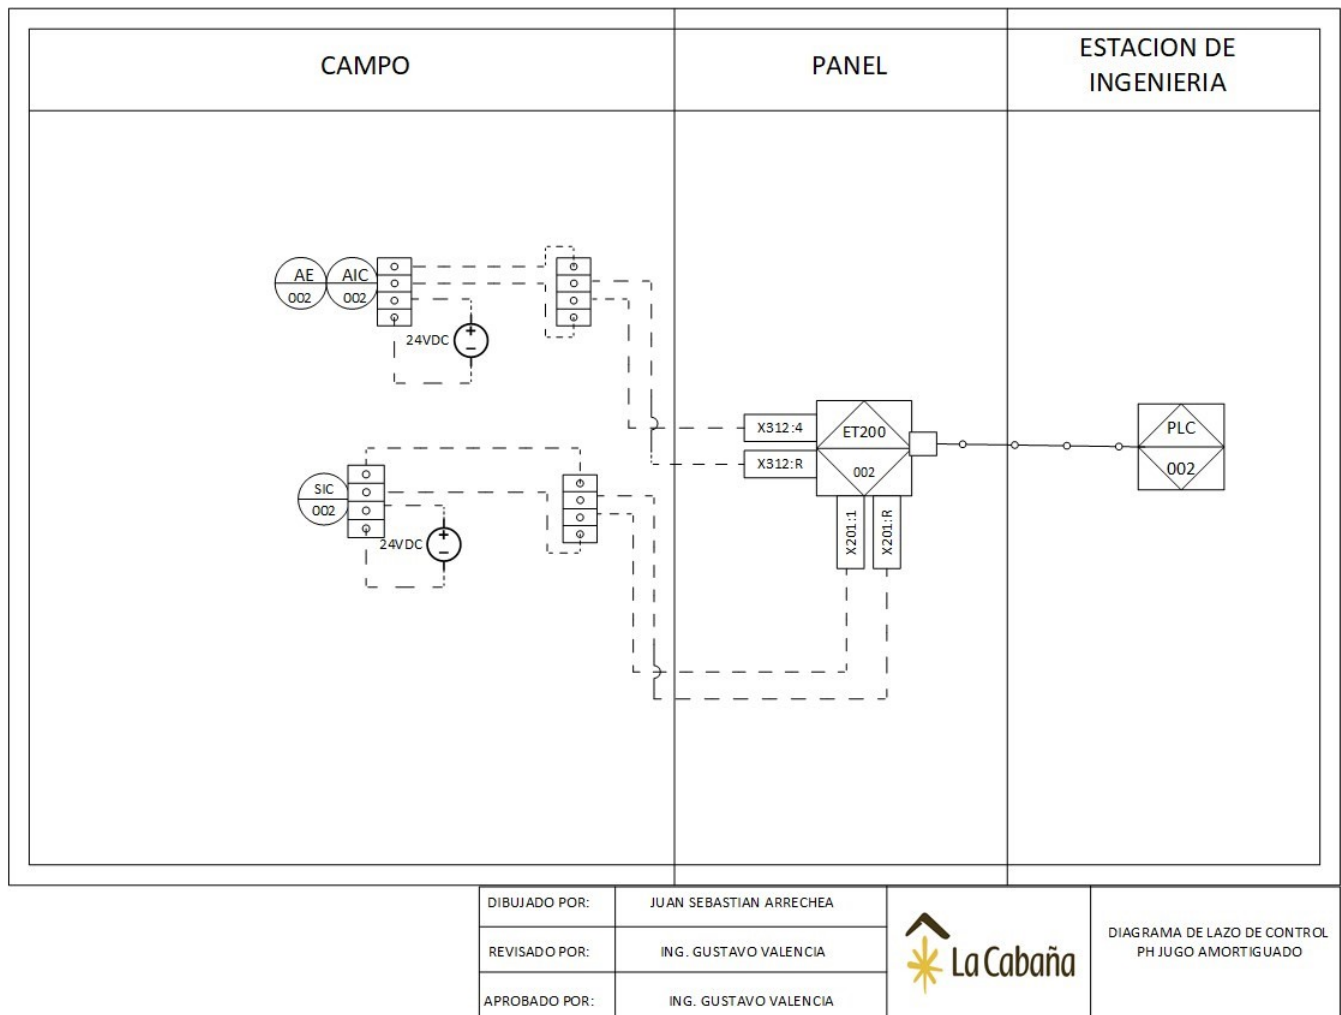 CAMPO
PANEL
ESTACION DE
INGENIERIA
AE
002
AIC
002
24VDC
+
−
SIC
002
24VDC
+
−
X312:4
X312:R
ET200
002
X201:1
X201:R
PLC
002
DIBUJADO POR:
JUAN SEBASTIAN ARRECHEA
REVISADO POR:
ING. GUSTAVO VALENCIA
APROBADO POR:
ING. GUSTAVO VALENCIA
La Cabaña
DIAGRAMA DE LAZO DE CONTROL
PH JUGO AMORTIGUADO